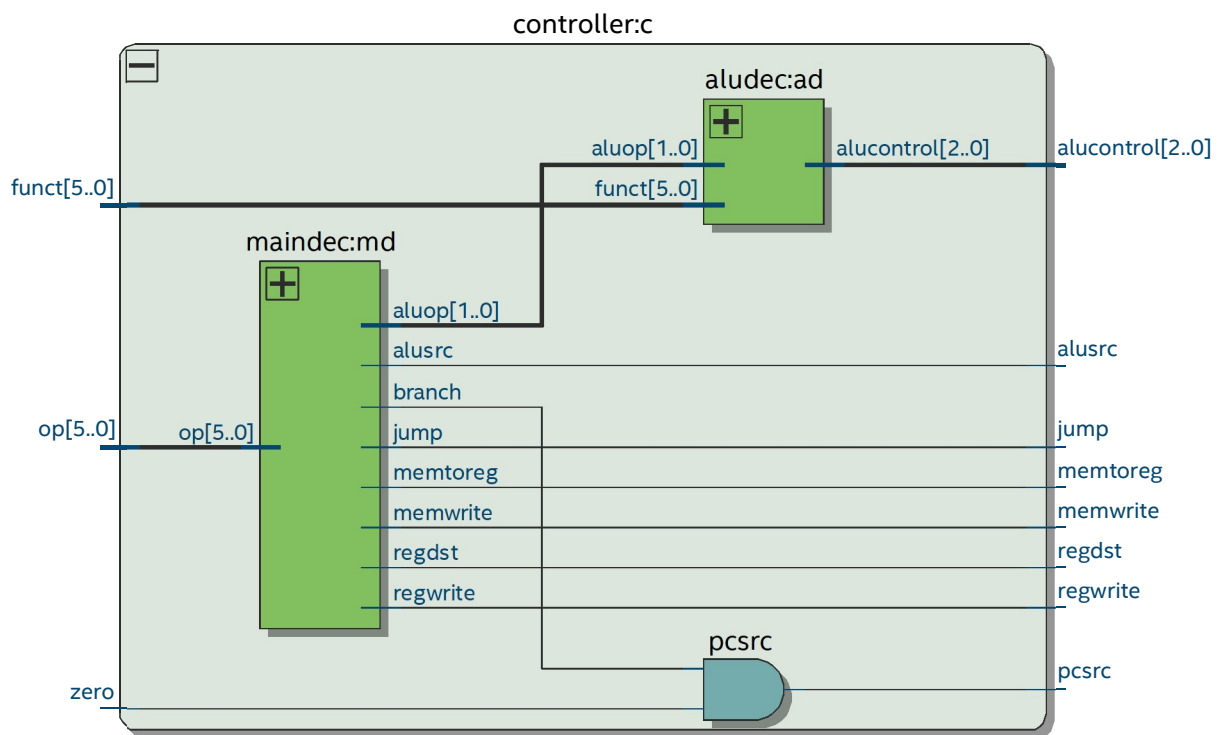 controller:c
aludec:ad
aluop[1..0]
alucontrol[2..0]
alucontrol[2..0]
funct[5..0]
funct[5..0]
maindec:md
aluop[1..0]
alusrc
alusrc
branch
op[5..0]
op[5..0]
jump
jump
memtoreg
memtoreg
memwrite
memwrite
regdst
regdst
regwrite
regwrite
pcsrc
pcsrc
zero